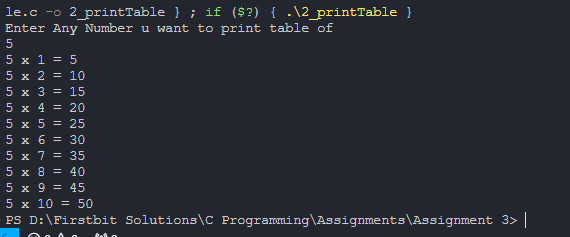 le.c -o 2_printTable } ; if ($?) { .\2_printTable }
Enter Any Number u want to print table of
5
5 x 1 = 5
5 x 2 = 10
5 x 3 = 15
5 x 4 = 20
5 x 5 = 25
5 x 6 = 30
5 x 7 = 35
5 x 8 = 40
5 x 9 = 45
5 x 10 = 50
PS D:\Firstbit Solutions\C Programming\Assignments\Assignment 3>